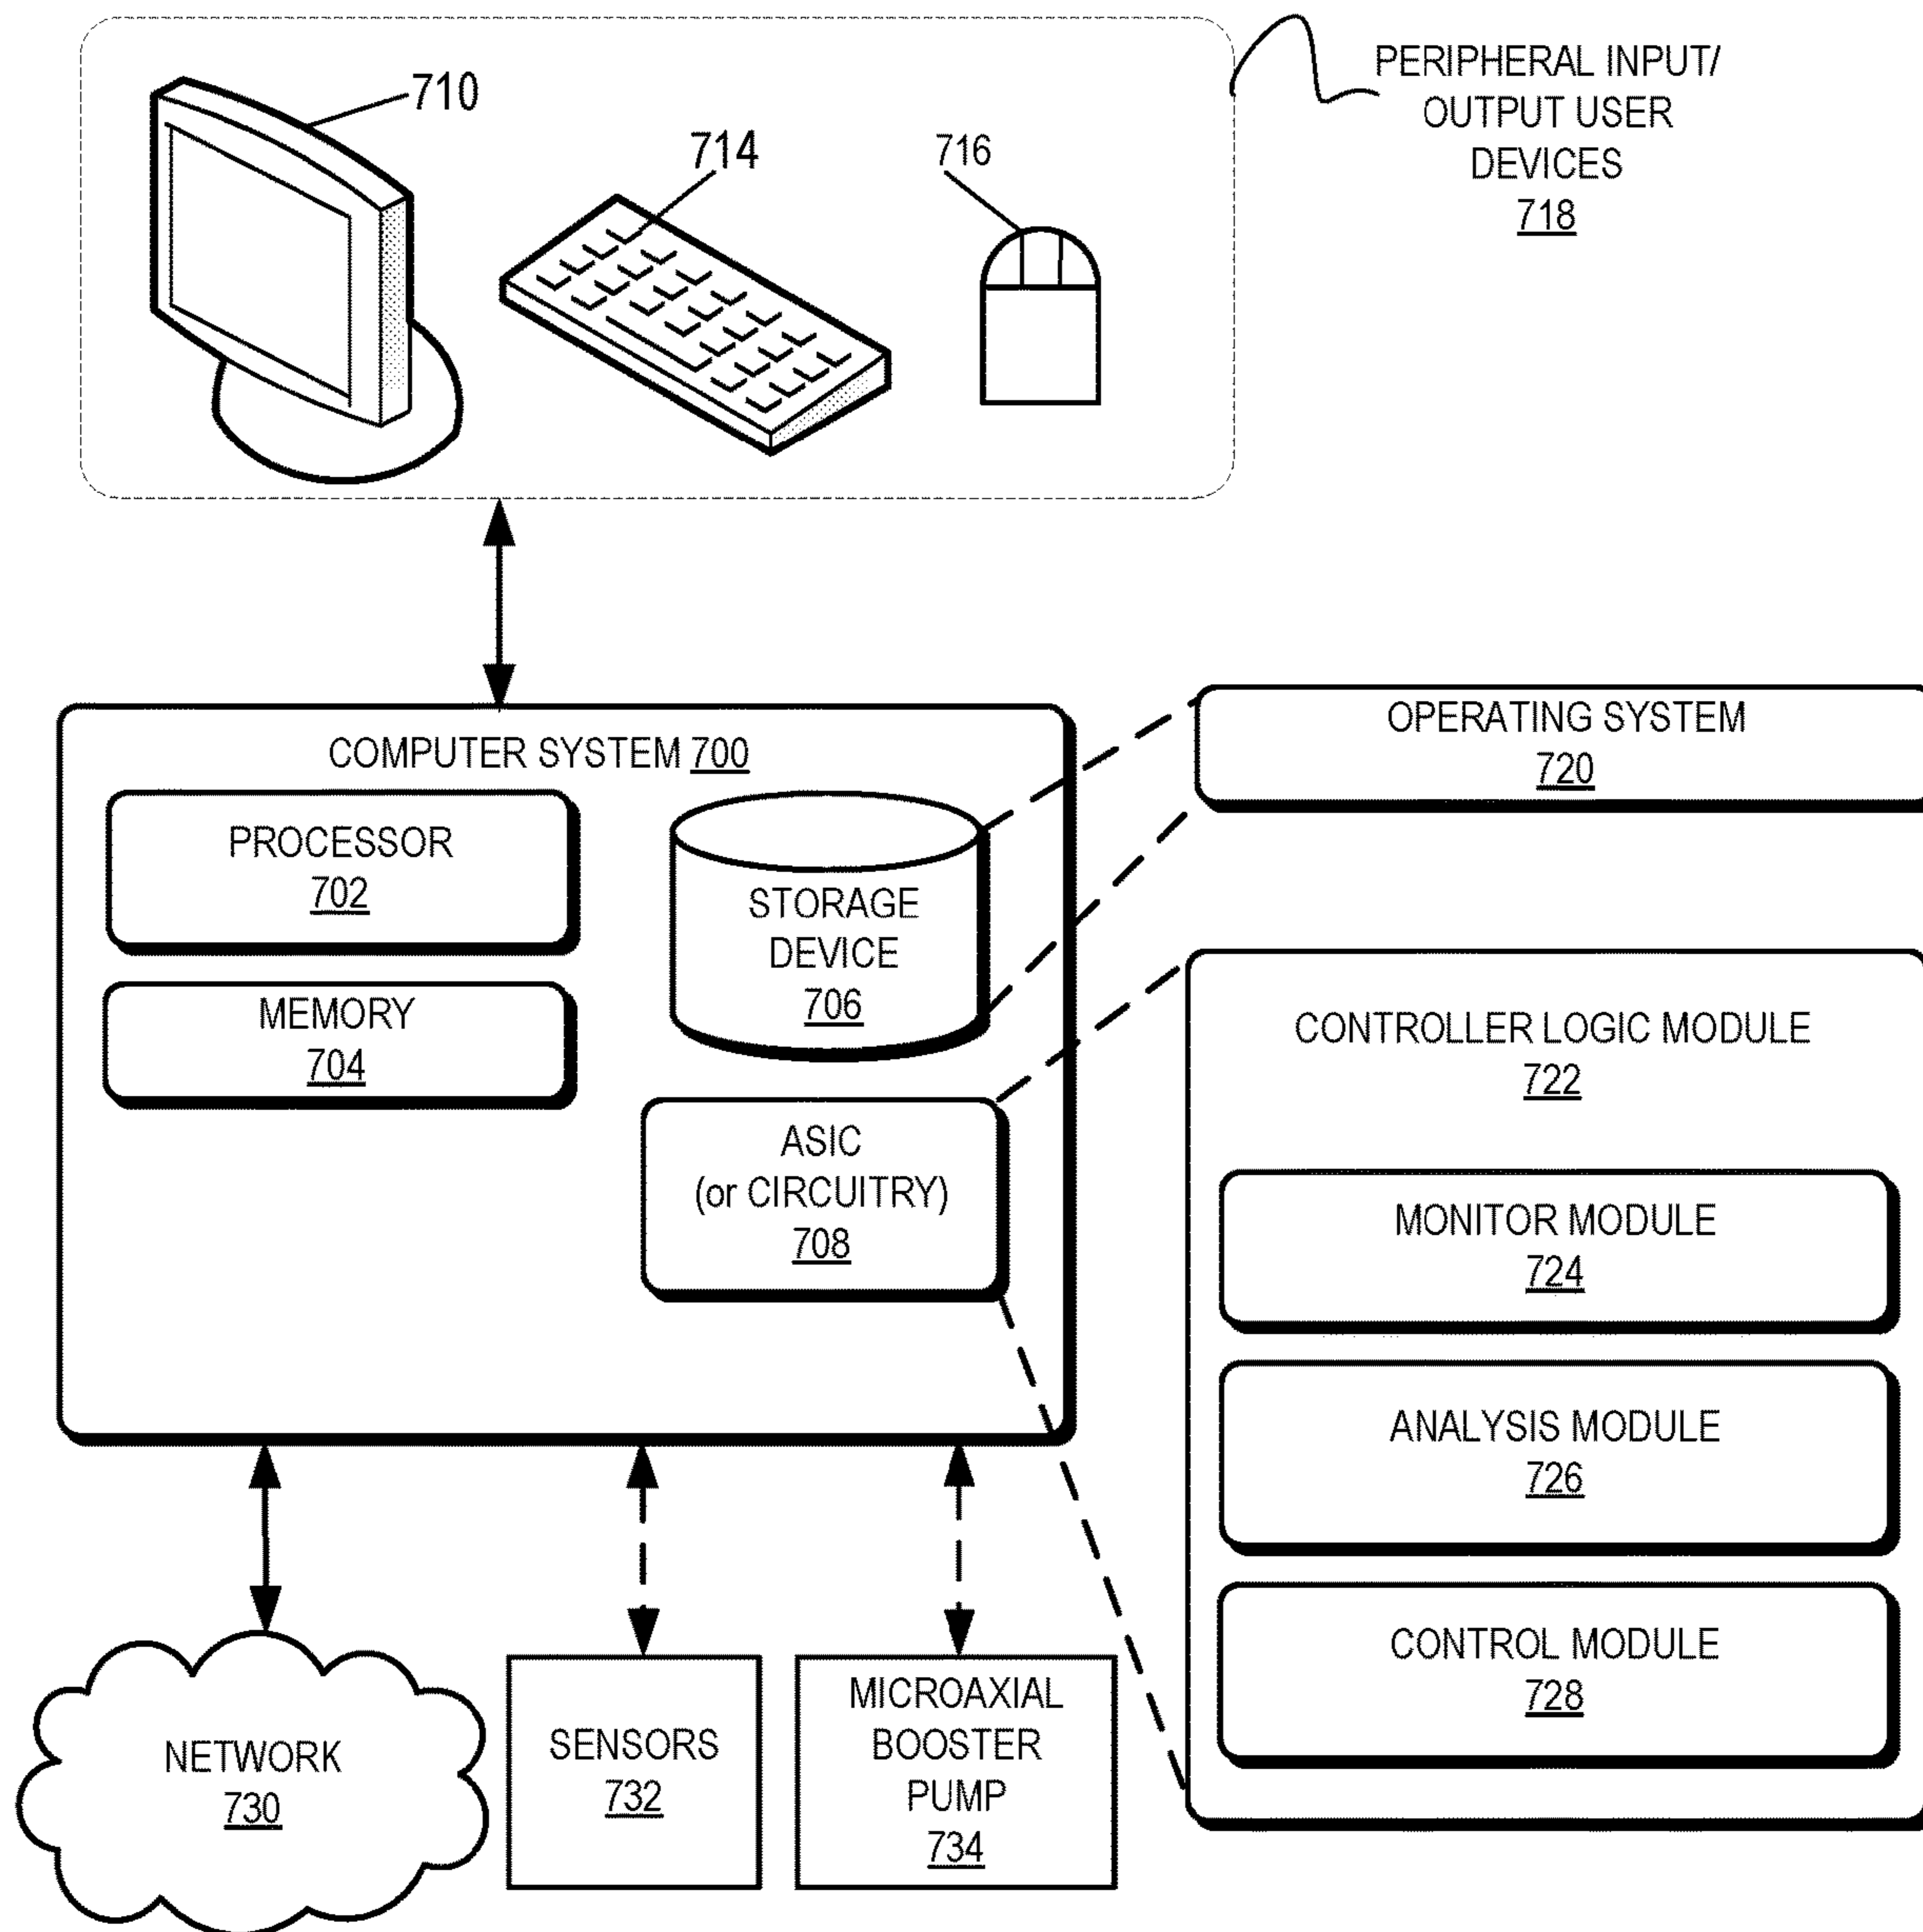 710
714
716
PERIPHERAL INPUT/
OUTPUT USER
DEVICES
718
COMPUTER SYSTEM 700
PROCESSOR
702
MEMORY
704
STORAGE
DEVICE
706
ASIC
(or CIRCUITRY)
708
OPERATING SYSTEM
720
CONTROLLER LOGIC MODULE
722
MONITOR MODULE
724
ANALYSIS MODULE
726
CONTROL MODULE
728
NETWORK
730
SENSORS
732
MICROAXIAL
BOOSTER
PUMP
734